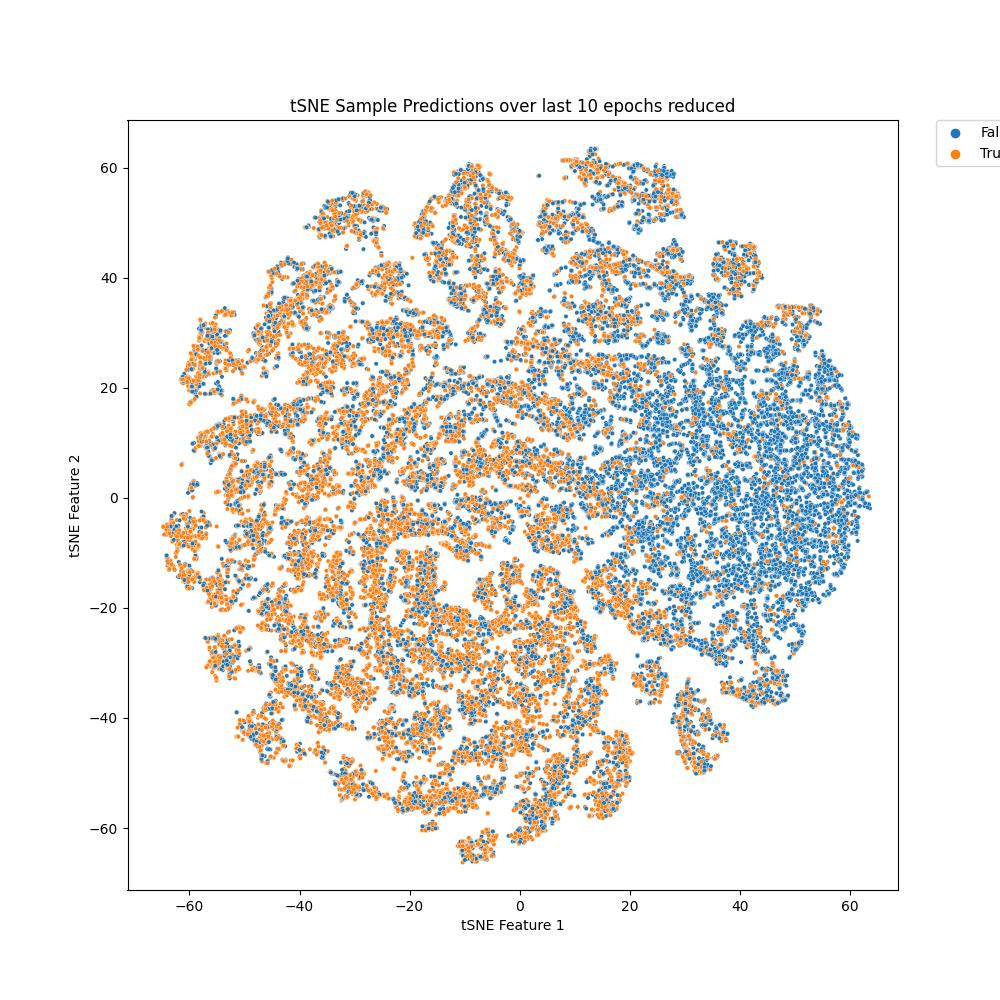 tSNE Sample Predictions over last 10 epochs reduced
Fal
Tru
60
40
20
0
−20
−40
−60
tSNE Feature 2
−60 −40 −20 0 20 40 60
tSNE Feature 1